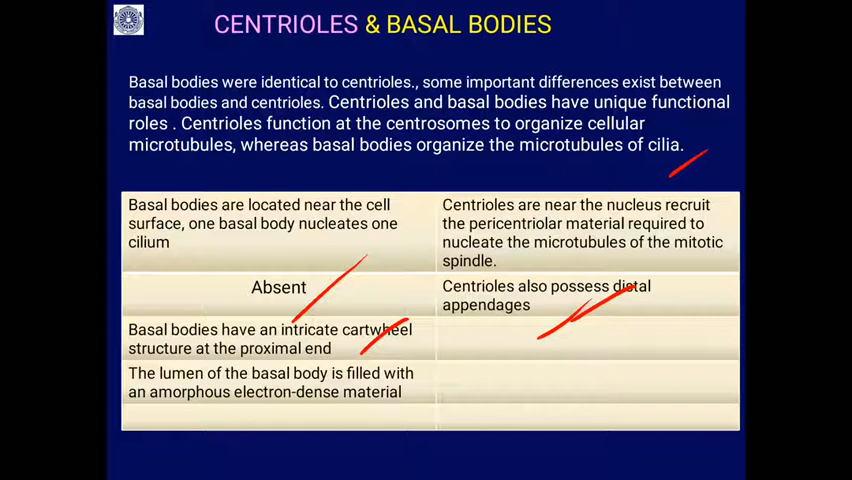 CENTRIOLES & BASAL BODIES
Basal bodies were identical to centrioles., some important differences exist between
basal bodies and centrioles. Centrioles and basal bodies have unique functional
roles . Centrioles function at the centrosomes to organize cellular
microtubules, whereas basal bodies organize the microtubules of cilia.
Basal bodies are located near the cell
surface, one basal body nucleates one
cilium
Centrioles are near the nucleus recruit
the pericentriolar material required to
nucleate the microtubules of the mitotic
spindle.
Absent
Centrioles also possess distal
appendages
Basal bodies have an intricate cartwheel
structure at the proximal end
The lumen of the basal body is filled with
an amorphous electron-dense material